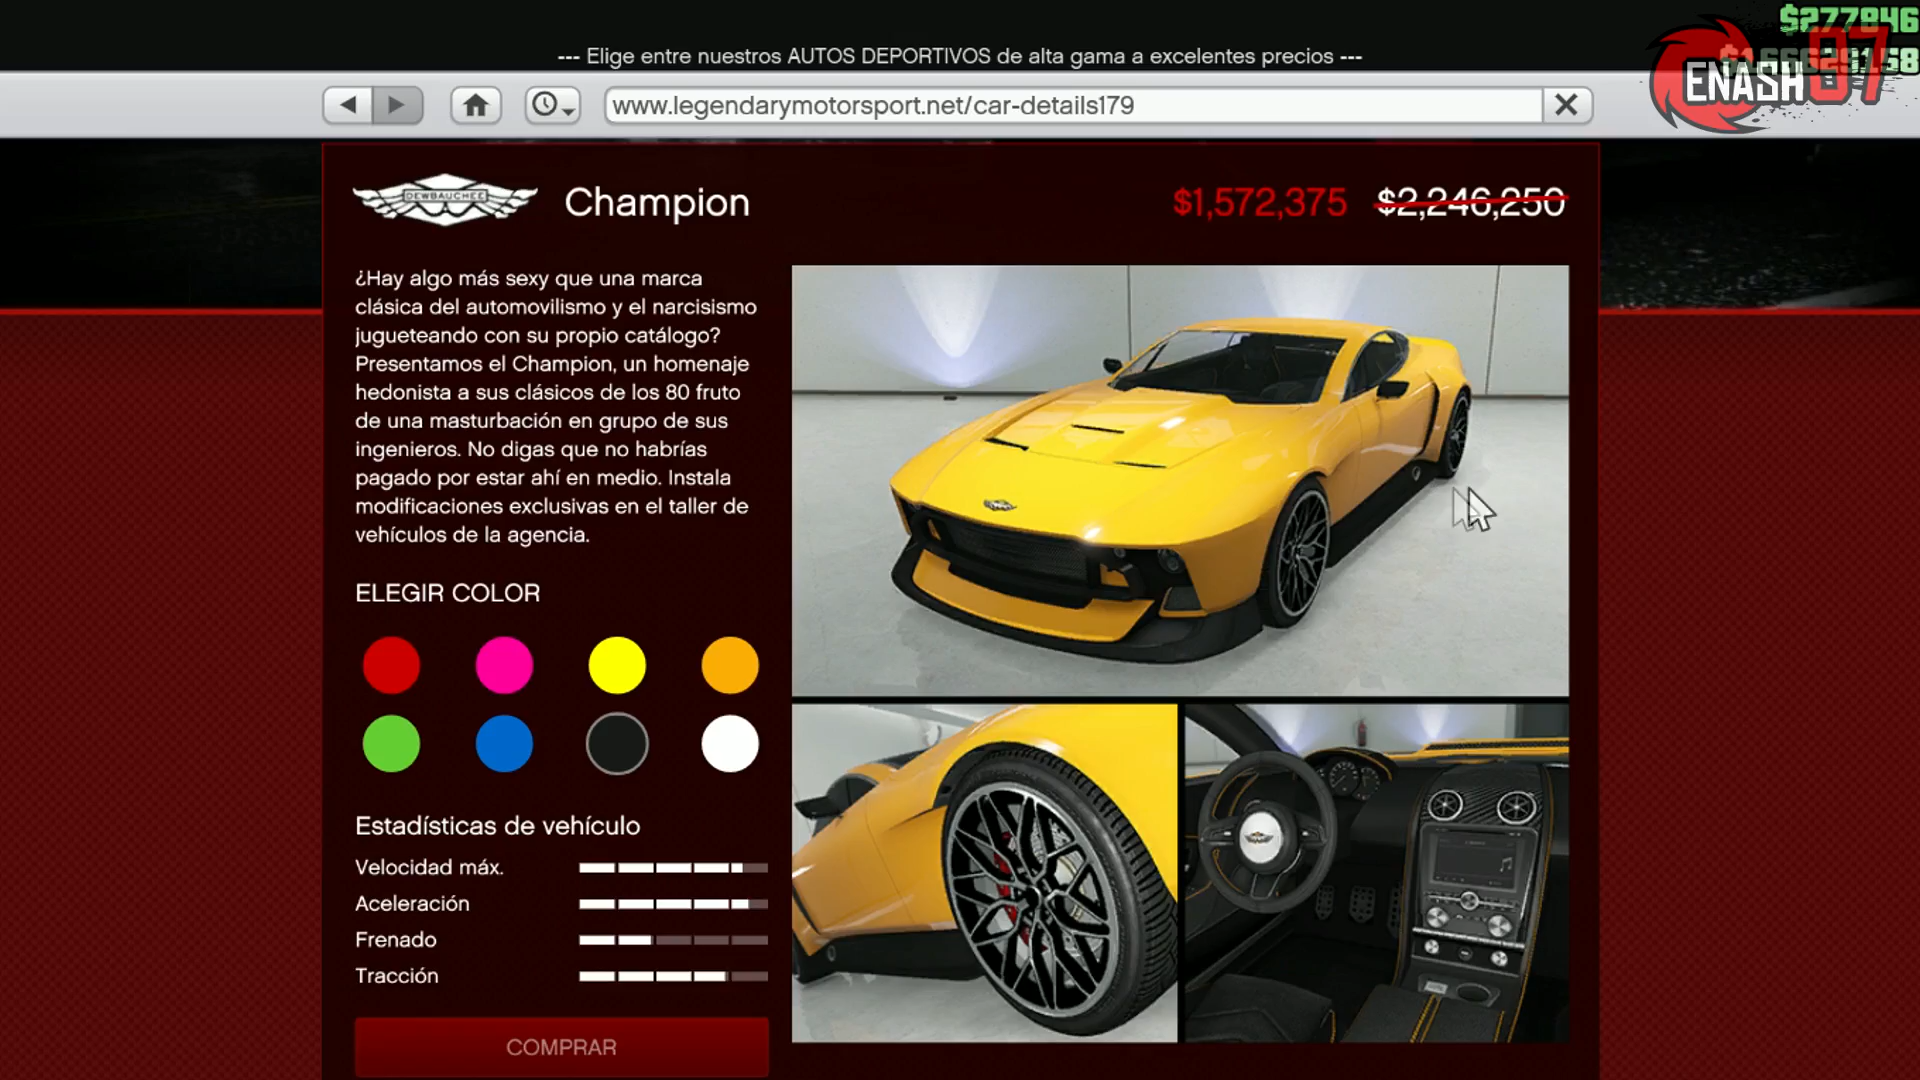 $277846
--- Elige entre nuestros AUTOS DEPORTIVOS de alta gama a excelentes precios ---
ENASH07
www.legendarymotorsport.net/car-details179
DEWBAUCHEE
Champion
$1,572,375 $2,246,250
¿Hay algo más sexy que una marca
clásica del automovilismo y el narcisismo
jugueteando con su propio catálogo?
Presentamos el Champion, un homenaje
hedonista a sus clásicos de los 80 fruto
de una masturbación en grupo de sus
ingenieros. No digas que no habrías
pagado por estar ahí en medio. Instala
modificaciones exclusivas en el taller de
vehículos de la agencia.
ELEGIR COLOR
Estadísticas de vehículo
Velocidad máx.
Aceleración
Frenado
Tracción
COMPRAR